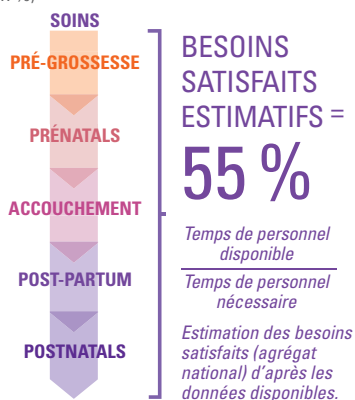 SOINS
PRÉ-GROSSESSE
PRÉNATALS
ACCOUCHEMENT
POST-PARTUM
POSTNATALS
BESOINS
SATISFAITS
ESTIMATIFS =
55 %
Temps de personnel
disponible
Temps de personnel
nécessaire
Estimation des besoins
satisfaits (agrégat
national) d'après les
données disponibles.